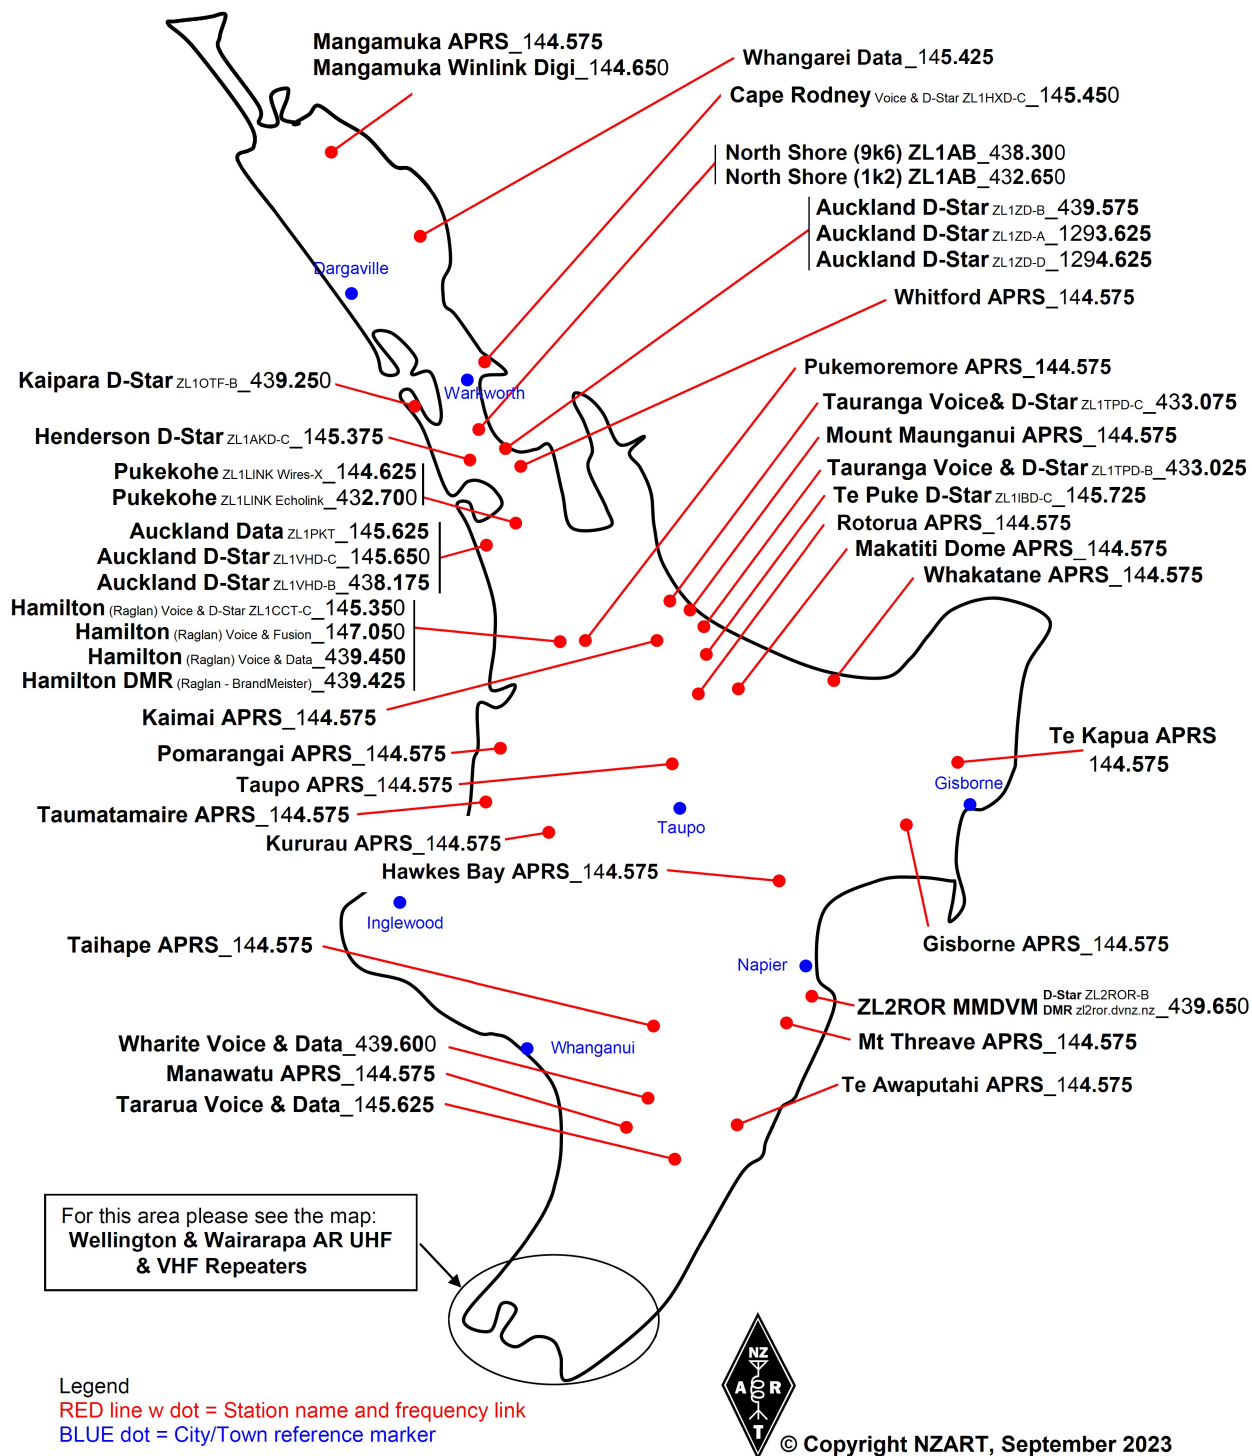 Mangamuka APRS_144.575
Mangamuka Winlink Digi_144.650
Whangarei Data_145.425
Cape Rodney Voice & D-Star ZL1HXD-C_145.450
North Shore (9k6) ZL1AB_438.300
North Shore (1k2) ZL1AB_432.650
Auckland D-Star ZL1ZD-B_439.575
Auckland D-Star ZL1ZD-A_1293.625
Auckland D-Star ZL1ZD-D_1294.625
Dargaville
Whitford APRS_144.575
Pukemoremore APRS_144.575
Kaipara D-Star ZL1OTF-B_439.250
Warkworth
Tauranga Voice& D-Star ZL1TPD-C_433.075
Henderson D-Star ZL1AKD-C_145.375
Mount Maunganui APRS_144.575
Pukekohe ZL1LINK Wires-X_144.625
Tauranga Voice & D-Star ZL1TPD-B_433.025
Pukekohe ZL1LINK Echolink_432.700
Te Puke D-Star ZL1IBD-C_145.725
Auckland Data ZL1PKT_145.625
Rotorua APRS_144.575
Auckland D-Star ZL1VHD-C_145.650
Makatiti Dome APRS_144.575
Auckland D-Star ZL1VHD-B_438.175
Whakatane APRS_144.575
Hamilton (Raglan) Voice & D-Star ZL1CCT-C_145.350
Hamilton (Raglan) Voice & Fusion_147.050
Hamilton (Raglan) Voice & Data_439.450
Hamilton DMR (Raglan - BrandMeister)_439.425
Kaimai APRS_144.575
Te Kapua APRS
144.575
Pomarangai APRS_144.575
Taupo APRS_144.575
Gisborne
Taumatamaire APRS_144.575
Taupo
Kururau APRS_144.575
Hawkes Bay APRS_144.575
Inglewood
Taihape APRS_144.575
Gisborne APRS_144.575
Napier
ZL2ROR MMDVM D-Star ZL2ROR-B
DMR zl2ror.dvnz.nz_439.650
Wharite Voice & Data_439.600
Whanganui
Mt Threave APRS_144.575
Manawatu APRS_144.575
Te Awaputahi APRS_144.575
Tararua Voice & Data_145.625
For this area please see the map:
Wellington & Wairarapa AR UHF
& VHF Repeaters
NZ
A R
T
Legend
RED line w dot = Station name and frequency link
BLUE dot = City/Town reference marker
© Copyright NZART, September 2023